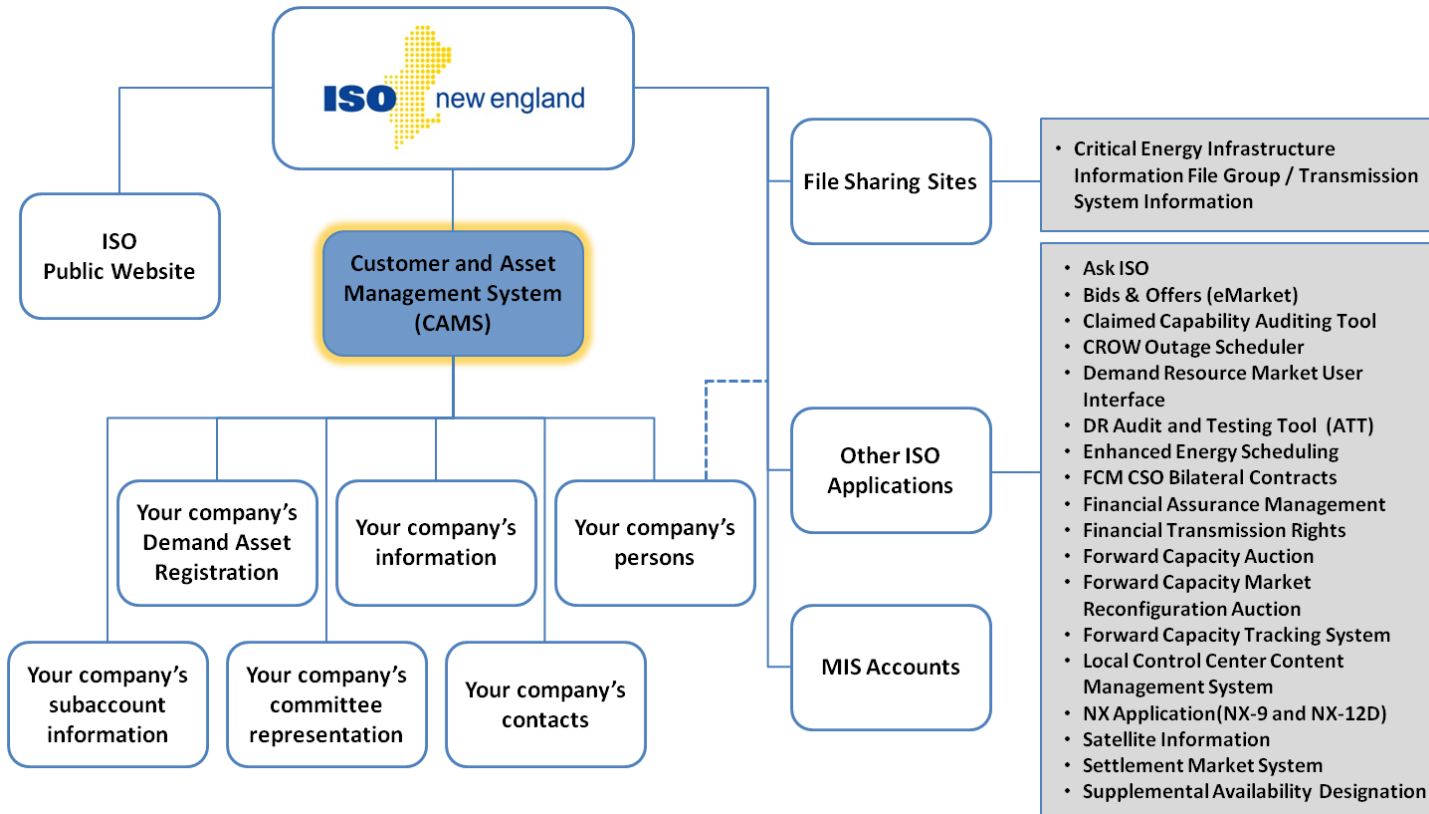 ISO new england
ISO
Public Website
Customer and Asset
Management System
(CAMS)
File Sharing Sites
• Critical Energy Infrastructure
Information File Group / Transmission
System Information
Other ISO
Applications
• Ask ISO
• Bids & Offers (eMarket)
• Claimed Capability Auditing Tool
• CROW Outage Scheduler
• Demand Resource Market User
Interface
• DR Audit and Testing Tool (ATT)
• Enhanced Energy Scheduling
• FCM CSO Bilateral Contracts
• Financial Assurance Management
• Financial Transmission Rights
• Forward Capacity Auction
• Forward Capacity Market
Reconfiguration Auction
• Forward Capacity Tracking System
• Local Control Center Content
Management System
• NX Application(NX-9 and NX-12D)
• Satellite Information
• Settlement Market System
• Supplemental Availability Designation
Your company’s
Demand Asset
Registration
Your company’s
information
Your company’s
persons
MIS Accounts
Your company’s
subaccount
information
Your company’s
committee
representation
Your company’s
contacts